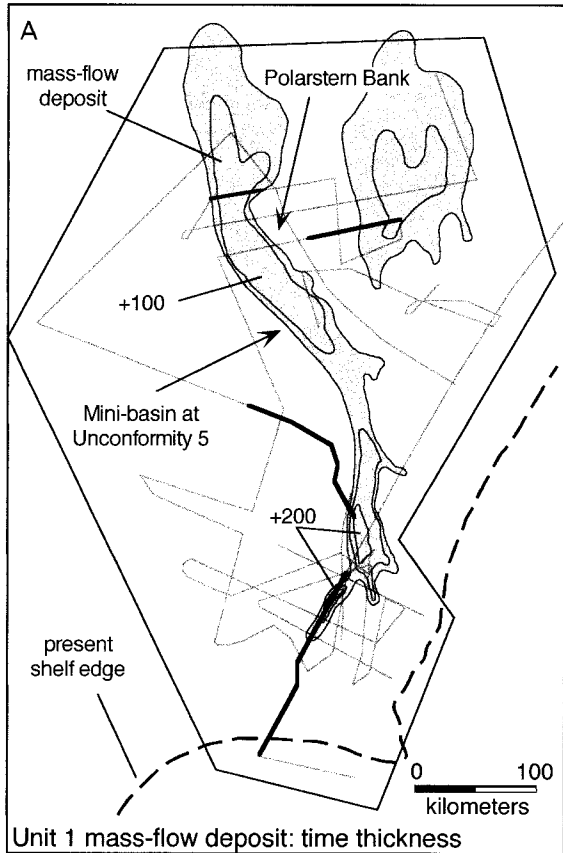 A
mass-flow
deposit
Polarstern Bank
+100
Mini-basin at
Unconformity 5
+200
present
shelf edge
0 100
kilometers
Unit 1 mass-flow deposit: time thickness